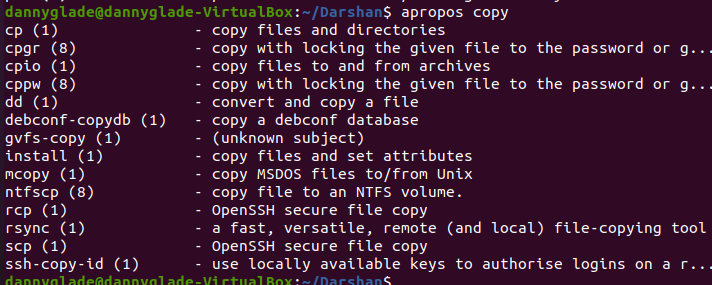 dannyglade@dannyglade-VirtualBox:~/Darshan$ apropos copy
cp (1) - copy files and directories
cpgr (8) - copy with locking the given file to the password or g...
cpio (1) - copy files to and from archives
cppw (8) - copy with locking the given file to the password or g...
dd (1) - convert and copy a file
debconf-copydb (1) - copy a debconf database
gvfs-copy (1) - (unknown subject)
install (1) - copy files and set attributes
mcopy (1) - copy MSDOS files to/from Unix
ntfscp (8) - copy file to an NTFS volume.
rcp (1) - OpenSSH secure file copy
rsync (1) - a fast, versatile, remote (and local) file-copying tool
scp (1) - OpenSSH secure file copy
ssh-copy-id (1) - use locally available keys to authorise logins on a r...
dannyglade@dannyglade-VirtualBox:~/Darshan$